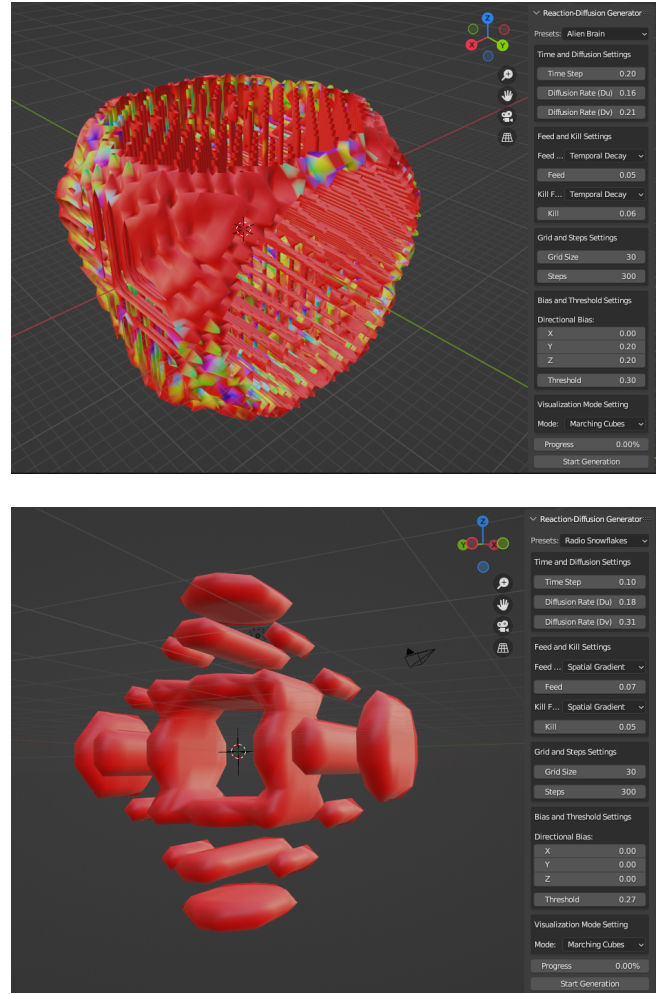 Z
X
Y
Reaction-Diffusion Generator
Presets: Alien Brain
Time and Diffusion Settings
Time Step 0.20
Diffusion Rate (Du) 0.16
Diffusion Rate (Dv) 0.21
Feed and Kill Settings
Feed ... Temporal Decay
Feed 0.05
Kill F... Temporal Decay
Kill 0.06
Grid and Steps Settings
Grid Size 30
Steps 300
Bias and Threshold Settings
Directional Bias:
X 0.00
Y 0.20
Z 0.20
Threshold 0.30
Visualization Mode Setting
Mode: Marching Cubes
Progress 0.00%
Start Generation
Z
Y
X
Reaction-Diffusion Generator
Presets: Radio Snowflakes
Time and Diffusion Settings
Time Step 0.10
Diffusion Rate (Du) 0.18
Diffusion Rate (Dv) 0.31
Feed and Kill Settings
Feed ... Spatial Gradient
Feed 0.07
Kill F... Spatial Gradient
Kill 0.05
Grid and Steps Settings
Grid Size 30
Steps 300
Bias and Threshold Settings
Directional Bias:
X 0.00
Y 0.00
Z 0.00
Threshold 0.27
Visualization Mode Setting
Mode: Marching Cubes
Progress 0.00%
Start Generation